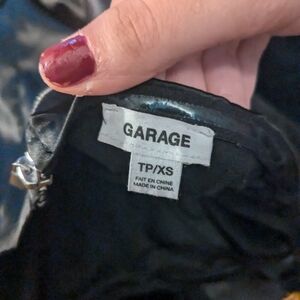 GARAGE
TP/XS
FAIT EN CHINE
MADE IN CHINA